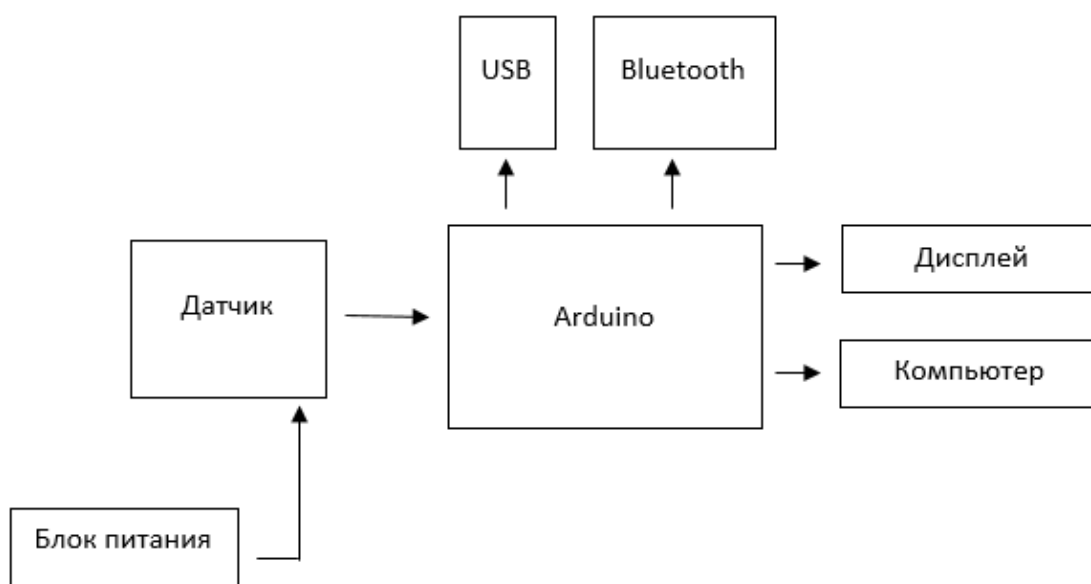 USB
Bluetooth
Датчик
Arduino
Дисплей
Компьютер
Блок питания